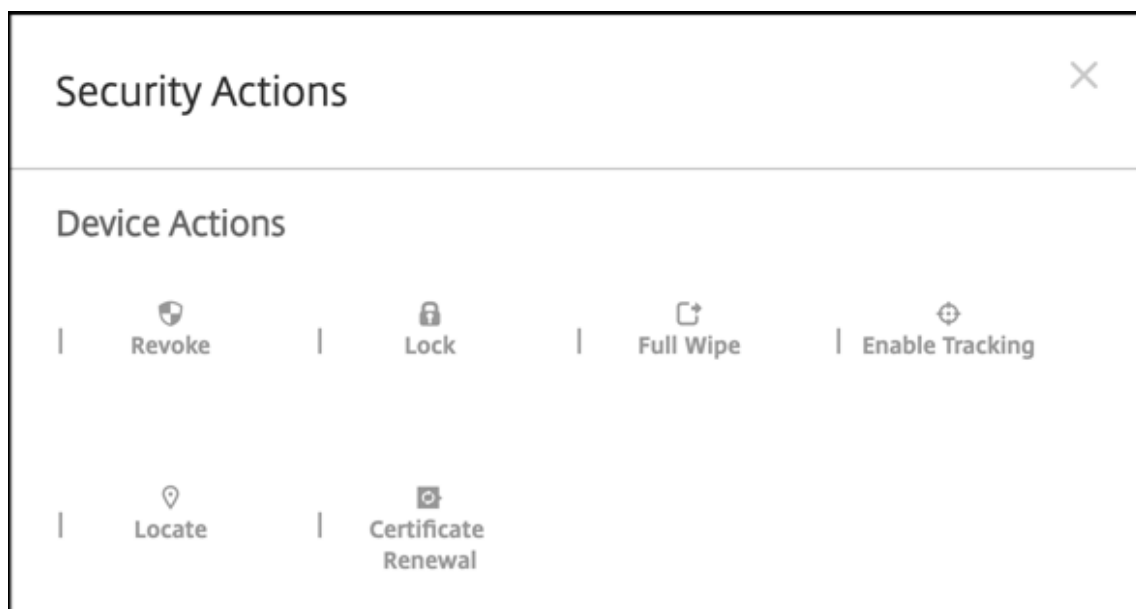 Security Actions
Device Actions
Revoke
Lock
Full Wipe
Enable Tracking
Locate
Certificate
Renewal